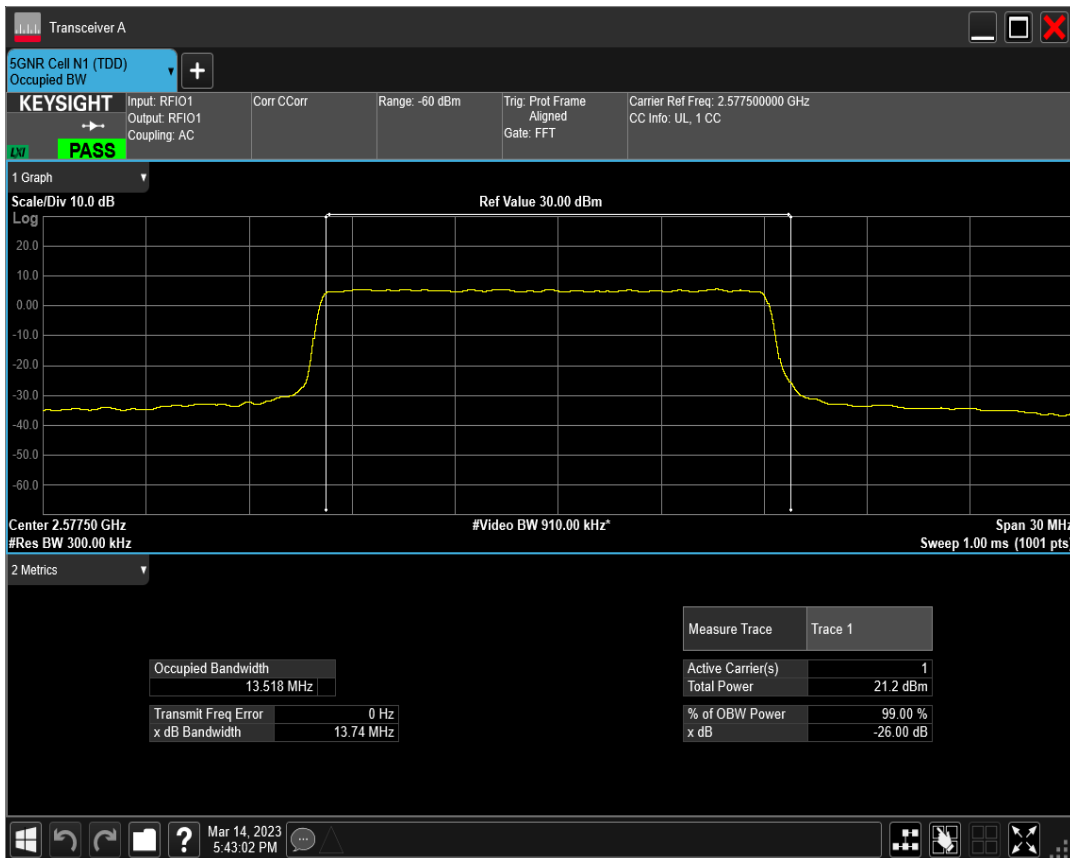 Transceiver A
5GNR Cell N1 (TDD)
Occupied BW
KEYSIGHT
LXI
PASS
Input: RFIO1
Output: RFIO1
Coupling: AC
Corr CCorr
Range: -60 dBm
Trig: Prot Frame
Aligned
Gate: FFT
Carrier Ref Freq: 2.577500000 GHz
CC Info: UL, 1 CC
1 Graph
Scale/Div 10.0 dB
Ref Value 30.00 dBm
Log
20.0
10.0
0.00
-10.0
-20.0
-30.0
-40.0
-50.0
-60.0
Center 2.57750 GHz
#Video BW 910.00 kHz*
Span 30 MHz
#Res BW 300.00 kHz
Sweep 1.00 ms (1001 pts)
2 Metrics
Measure Trace Trace 1
Occupied Bandwidth
13.518 MHz
Active Carrier(s) 1
Total Power 21.2 dBm
Transmit Freq Error 0 Hz
x dB Bandwidth 13.74 MHz
% of OBW Power 99.00 %
x dB -26.00 dB
Mar 14, 2023
5:43:02 PM